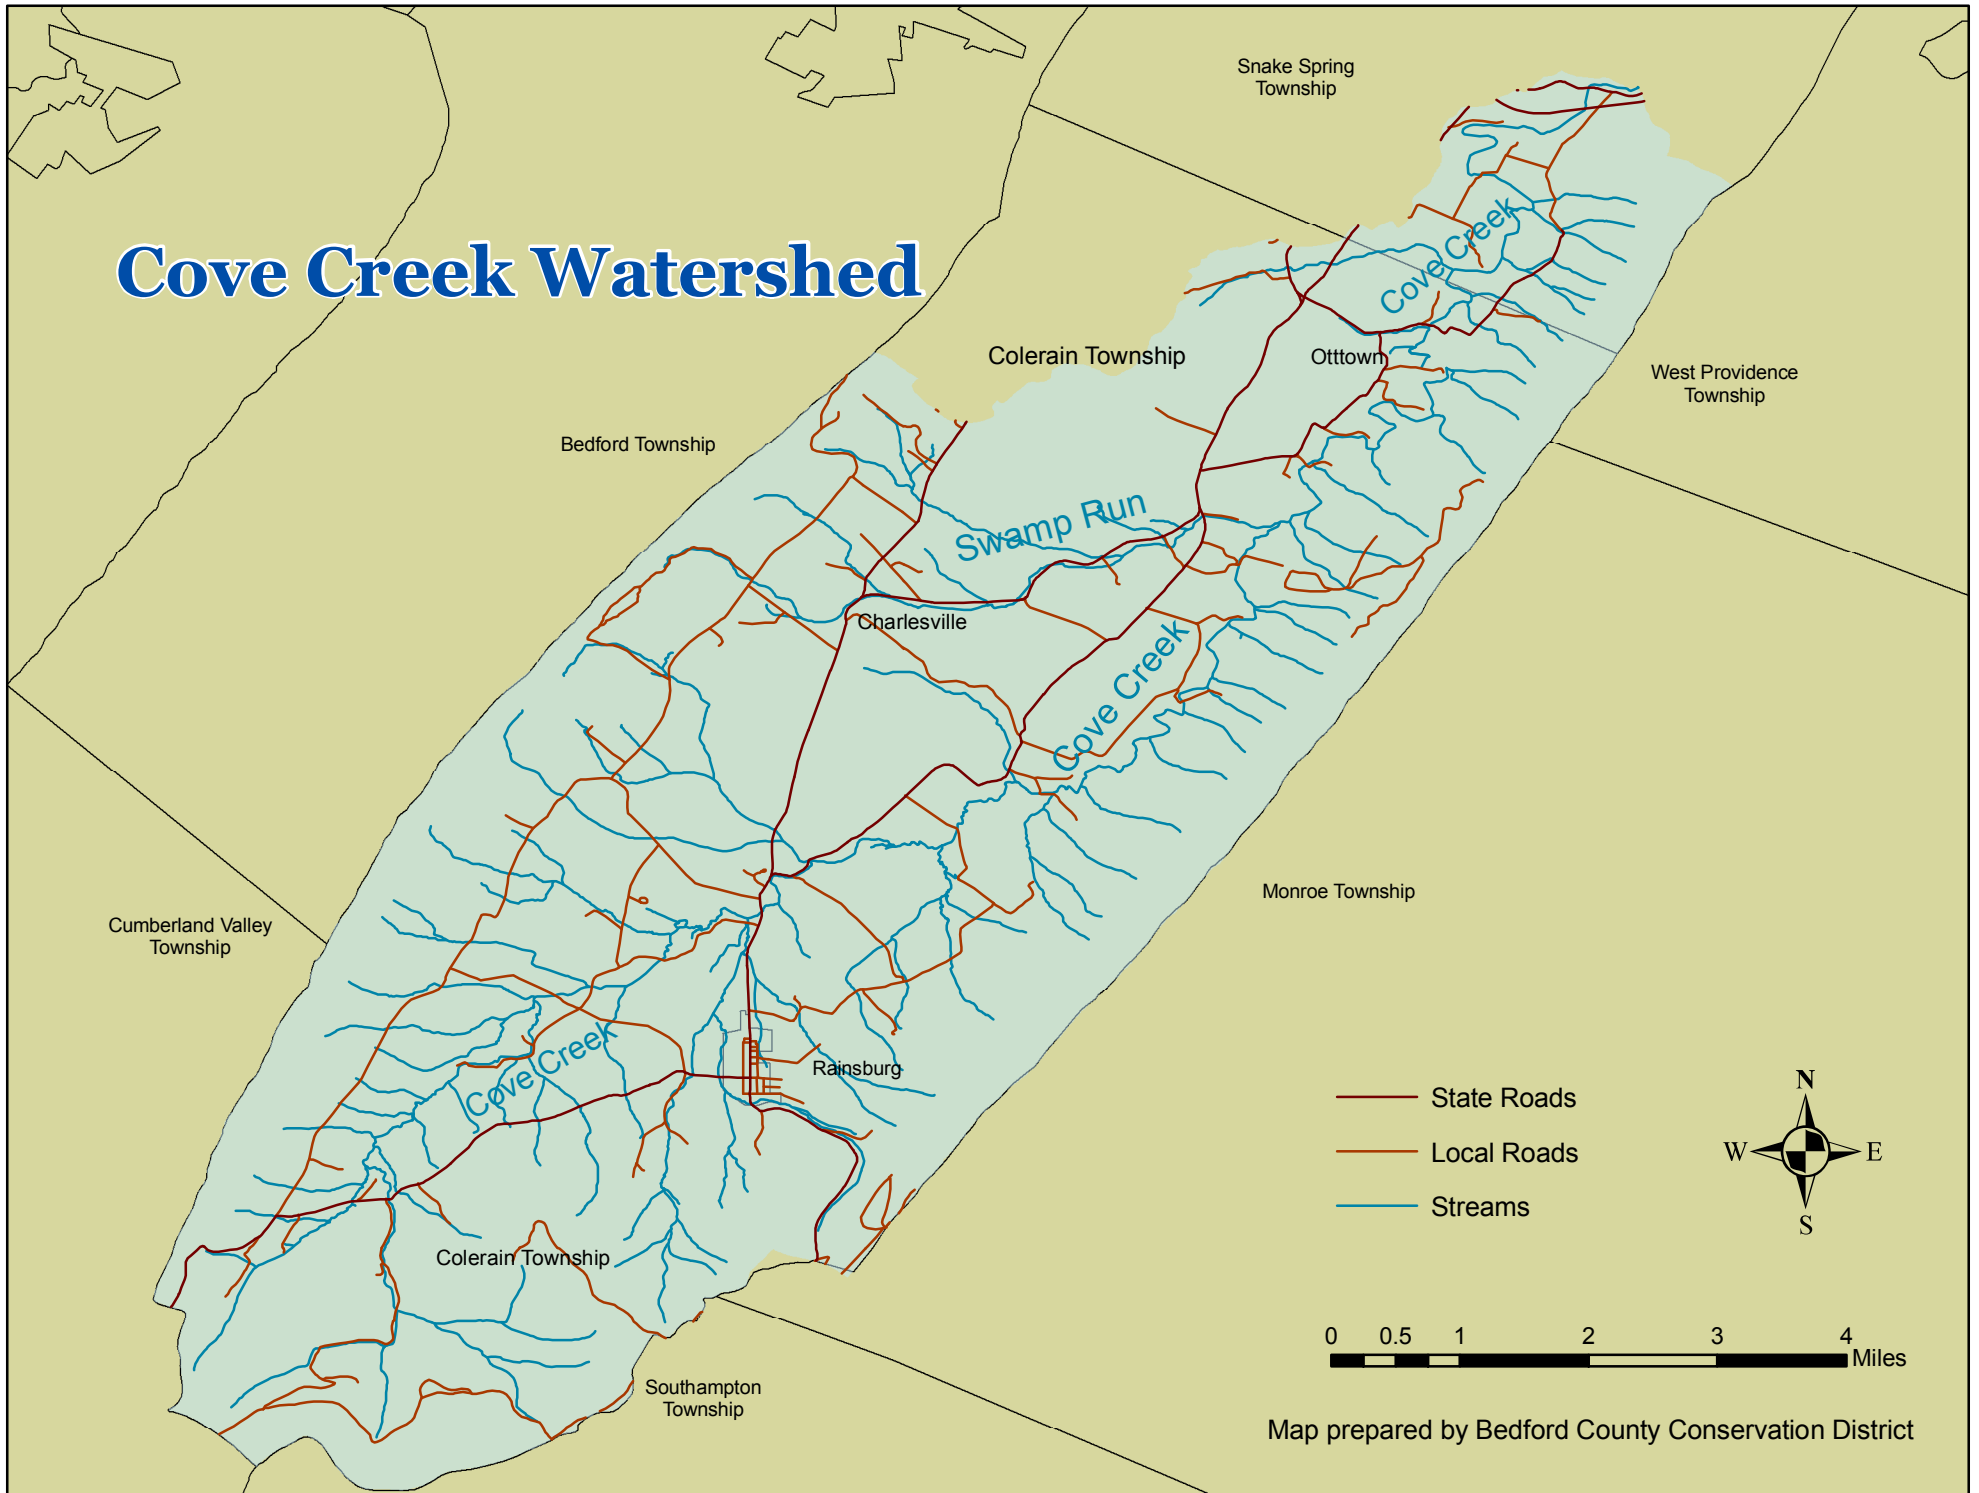 Snake Spring
Township
Cove Creek Watershed
Cove Creek
Colerain Township
Otttown
West Providence
Township
Bedford Township
Swamp Run
Charlesville
Cove Creek
Monroe Township
Cumberland Valley
Township
Cove Creek
Rainsburg
State Roads
Local Roads
Streams
N
W
E
S
Colerain Township
0 0.5 1 2 3 4
Miles
Southampton
Township
Map prepared by Bedford County Conservation District